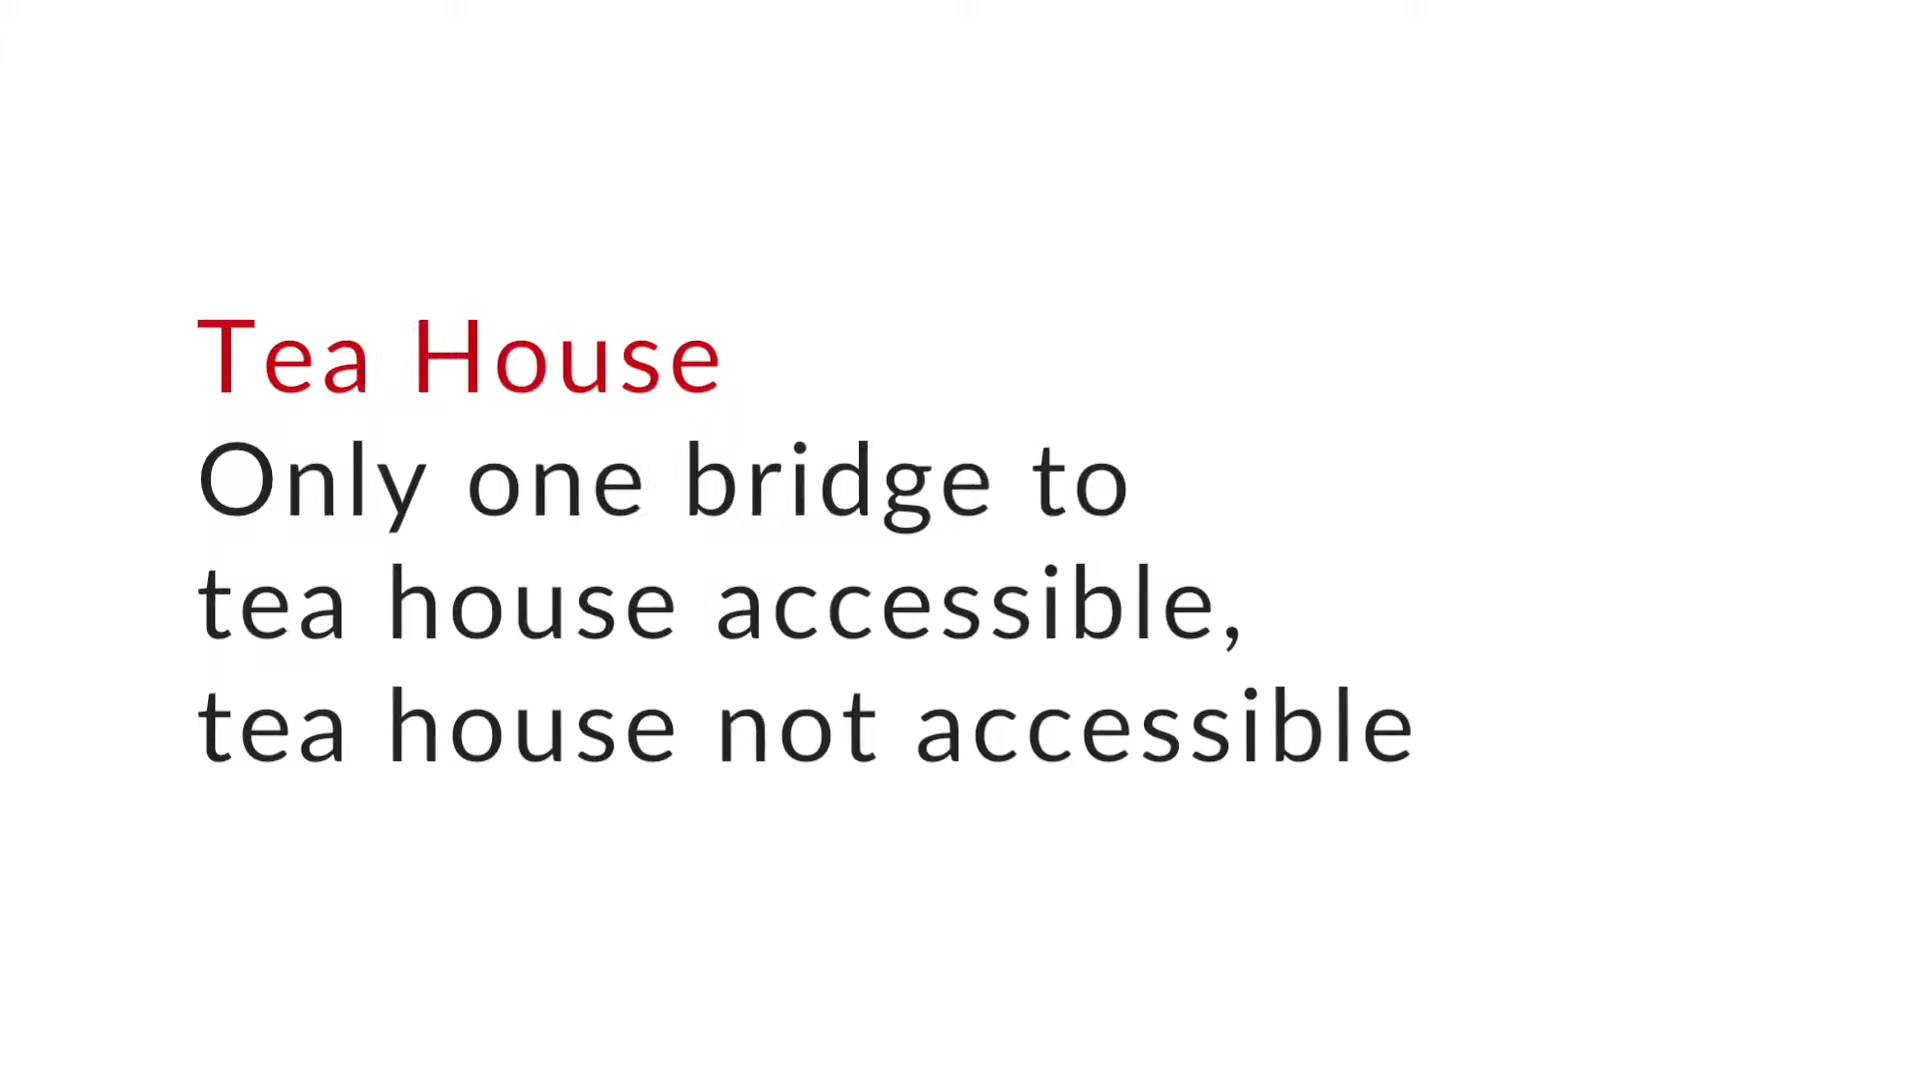 Tea House
Only one bridge to
tea house accessible,
tea house not accessible